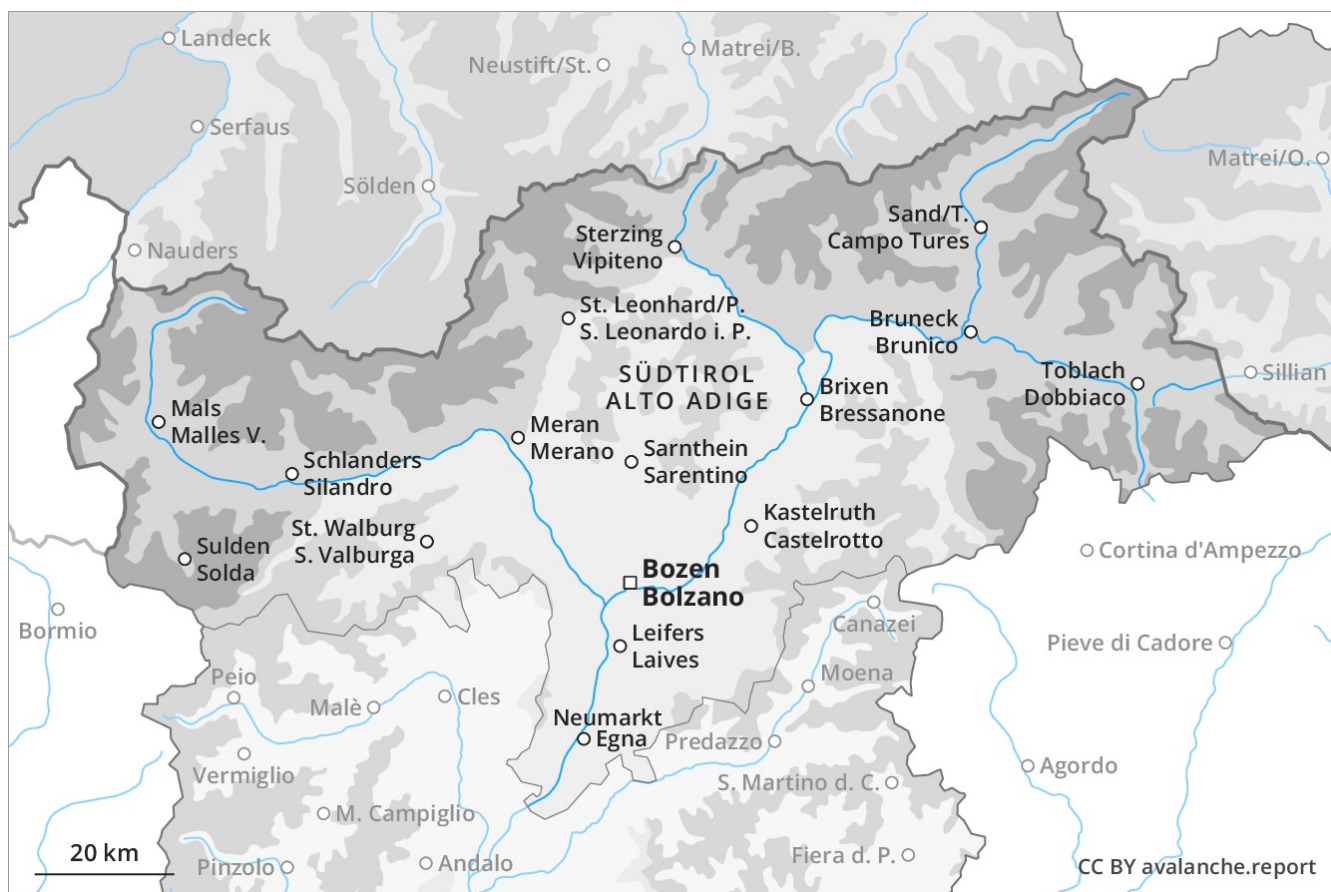 Landeck
Matrei/B.
Neustift/St.
Serfaus
Matrei/O.
Sölden
Sand/T.
Campo Tures
Sterzing
Vipiteno
Nauders
St. Leonhard/P.
S. Leonardo i. P.
Bruneck
Brunico
SÜDTIROL
ALTO ADIGE
Toblach
Dobbiaco
Sillian
Brixen
Bressanone
Mals
Malles V.
Meran
Merano
Sarnthein
Sarentino
Schlanders
Silandro
Kastelruth
Castelrotto
St. Walburg
S. Valburga
Sulden
Solda
Cortina d'Ampezzo
Bozen
Bolzano
Bormio
Canazei
Leifers
Laives
Pieve di Cadore
Peio
Moena
Malè
Cles
Neumarkt
Egna
Predazzo
Vermiglio
Agordo
S. Martino d. C.
M. Campiglio
20 km
Pinzolo
Andalo
Fiera d. P.
CC BY avalanche.report